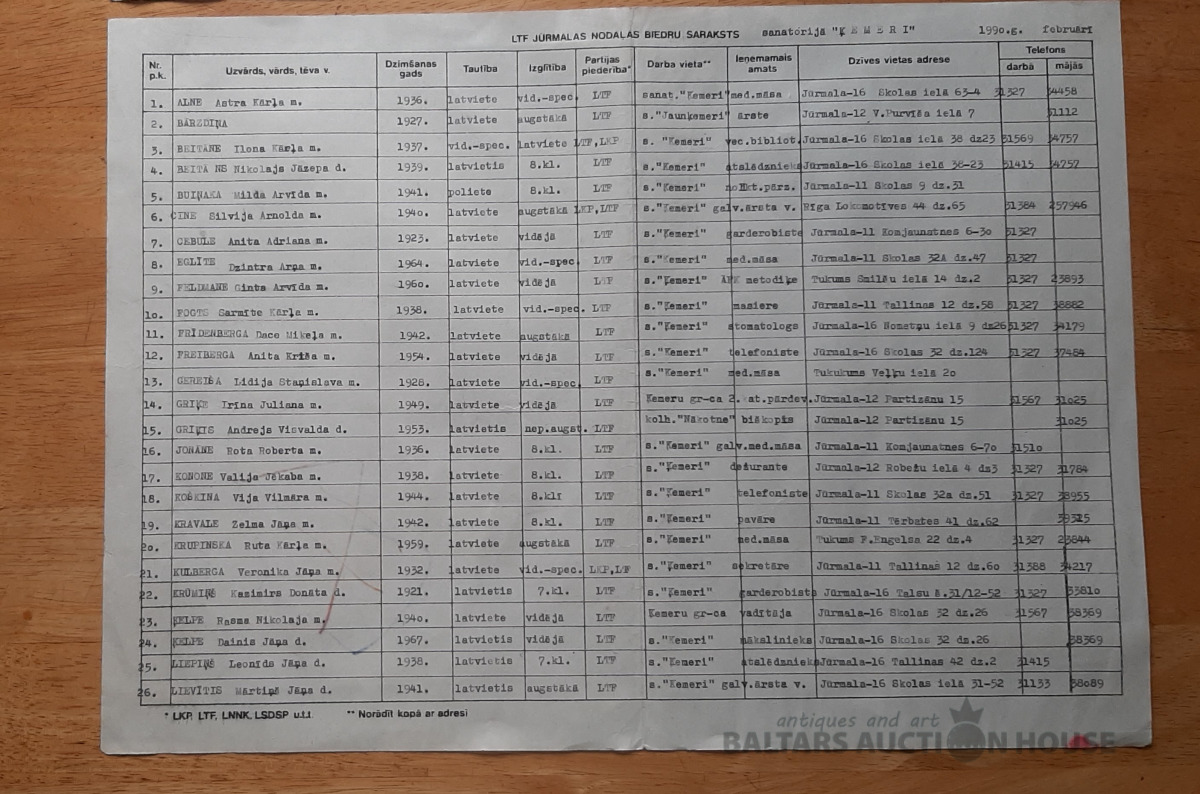 LTF JŪRMALAS NODAĻAS BIEDRU SARAKSTS sanatorijā "ĶEMERI" 1990.g. februārī
Nr. p.k. Uzvārds, vārds, tēva v. Dzimšanas gads Tautība Izglītība Partijas piederība* Darba vieta** Ieņemamais amats Dzīves vietas adrese Telefons darbā mājās
1. ALNE Astra Kārļa m. 1936. latviete vid.-spec. LTF sanat."Ķemeri" med.māsa Jūrmala-16 Skolas ielā 63-4 31327 34458
2. BĀRZDIŅA 1927. latviete augstākā LTF s."Jaunķemeri" ārste Jūrmala-12 V.Purvīša ielā 7 51112
3. BEITĀNE Ilona Kārļa m. 1937. vid.-spec. latviete LTF,LKP s. "Ķemeri" vec.bibliot. Jūrmala-16 Skolas ielā 38 dz23 31569 34757
4. BEITĀ NS Nikolajs Jāzepa d. 1939. latvietis 8.kl. LTF s."Ķemeri" atslēdznieks Jūrmala-16 Skolas ielā 38-23 31415 34757
5. BUIŅAKA Milda Arvīda m. 1941. poliete 8.kl. LTF s."Ķemeri" Jūrmala-11 Skolas 9 dz.31
6. CINE Silvija Arnolda m. 1940. latviete augstākā LKP,LTF s."Ķemeri" galv.ārsta v. Rīga Lokomotīves 44 dz.65 31384 257946
7. CEBULE Anita Adriana m. 1923. latviete vidējā LTF s."Ķemeri" garderobiste Jūrmala-11 Komjaunatnes 6-30 31327
8. EGLĪTE Dzintra Arņa m. 1964. latviete vid.-spec. LTF s."Ķemeri" med.māsa Jūrmala-11 Skolas 32A dz.47 31327
9. FELDMANE Ginta Arvīda m. 1960. latviete vidējā LTF s."Ķemeri" ĀFK metodiķe Tukums Smilšu ielā 14 dz.2 31327 23893
10. FOGTS Sarmīte Kārļa m. 1938. latviete vid.-spec. LTF s."Ķemeri" masiere Jūrmala-11 Tallinas 12 dz.58 31327 38882
11. FRĪDENBERGA Dace Miķeļa m. 1942. latviete augstākā LTF s."Ķemeri" stomatologs Jūrmala-16 Nometņu ielā 9 dz26 31327 34179
12. FREIBERGA Anita Kriša m. 1954. latviete vidējā LTF s."Ķemeri" telefoniste Jūrmala-16 Skolas 32 dz.124 31327 37484
13. GEREIŠA Lidija Staņislava m. 1928. latviete vid.-spec. LTF s."Ķemeri" med.māsa Tukukums Veļķu ielā 20
14. GRIĶE Irīna Juliana m. 1949. latviete vidējā LTF Ķemeru gr-ca 2.kat.pārdev. Jūrmala-12 Partizānu 15 31567 31025
15. GRIĶIS Andrejs Visvalda d. 1953. latvietis nep.augst. LTF kolh."Nākotne" biškopis Jūrmala-12 Partizānu 15 31025
16. JONĀNE Rota Roberta m. 1936. latviete 8.kl. LTF s."Ķemeri" galv.med.māsa Jūrmala-11 Komjaunatnes 6-70 31510
17. KONONE Valija Jēkaba m. 1938. latviete 8.kl. LTF s."Ķemeri" dežurante Jūrmala-12 Robežu ielā 4 dz3 31327 31784
18. KOŠKINA Vija Vilmāra m. 1944. latviete 8.klī LTF s."Ķemeri" telefoniste Jūrmala-11 Skolas 32a dz.51 31327 38955
19. KRAVALE Zelma Jāņa m. 1942. latviete 8.kl. LTF s."Ķemeri" pavāre Jūrmala-11 Tērbates 41 dz.62 39325
20. KRUPINSKA Ruta Kārļa m. 1959. latviete augstākā LTF s."Ķemeri" med.māsa Tukums F.Engelsa 22 dz.4 31327 23844
21. KULBERGA Veronika Jāņa m. 1932. latviete vid.-spec. LKP,LTF s."Ķemeri" sekretāre Jūrmala-11 Tallinas 12 dz.60 31388 34217
22. KRŪMIŅŠ Kazimirs Donāta d. 1921. latvietis 7.kl. LTF s."Ķemeri" garderobists Jūrmala-16 Talsu š.31/12-52 31327 33810
23. ĶELPE Rasma Nikolaja m. 1940. latviete vidējā LTF Ķemeru gr-ca vadītāja Jūrmala-16 Skolas 32 dz.26 31567 38369
24. ĶELPE Dainis Jāņa d. 1967. latvietis vidējā LTF s."Ķemeri" mākslinieks Jūrmala-16 Skolas 32 dz.26 38369
25. LIEPIŅŠ Leonīds Jāņa d. 1938. latvietis 7.kl. LTF s."Ķemeri" atslēdznieks Jūrmala-16 Tallinas 42 dz.2 31415
26. LIEVĪTIS Mārtiņš Jāņa d. 1941. latvietis augstākā LTF s."Ķemeri" galv.ārsta v. Jūrmala-16 Skolas ielā 31-52 31133 38089
* LKP, LTF, LNNK, LSDSP u.t.t. ** Norādīt kopā ar adresi
antiques and art
BALTARS AUCTION HOUSE